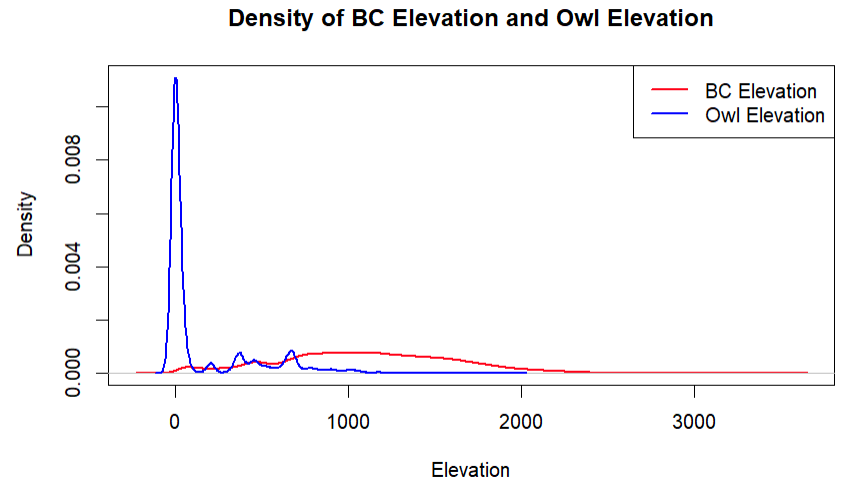 Density of BC Elevation and Owl Elevation
BC Elevation
Owl Elevation
Density
0.008
0.004
0.000
0
1000
2000
3000
Elevation